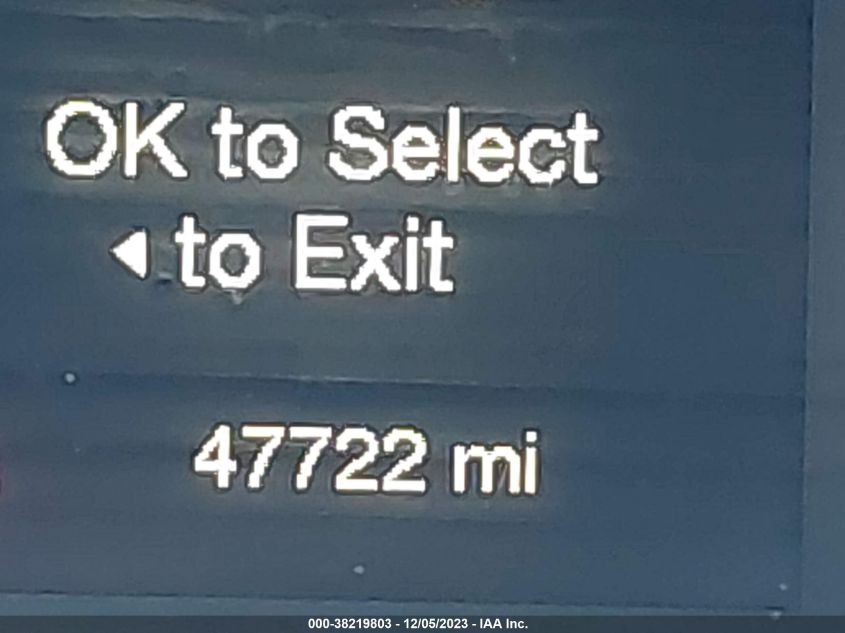 OK to Select
◀ to Exit
47722 mi
000-38219803 - 12/05/2023 - IAA Inc.